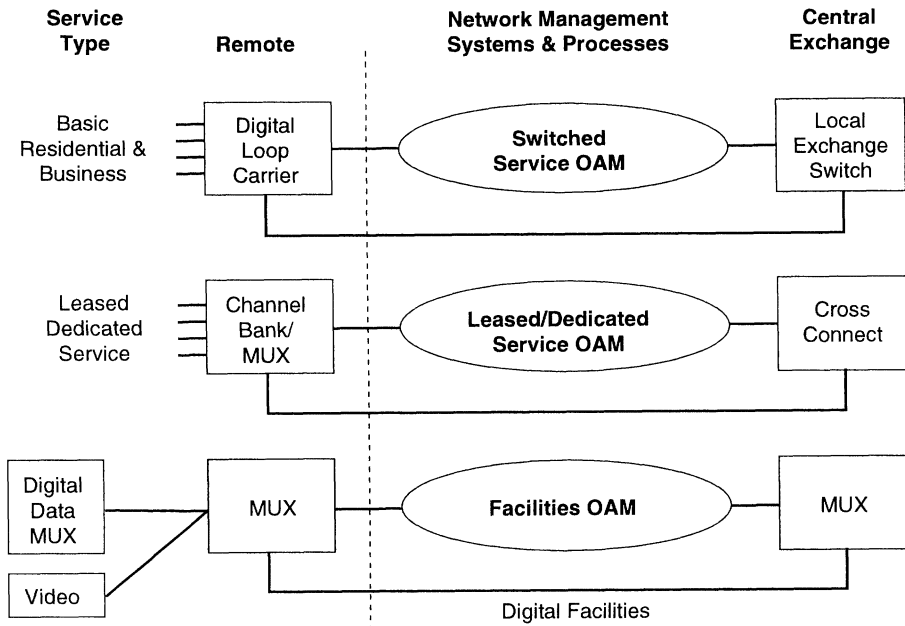 Service
Type
Remote
Network Management
Systems & Processes
Central
Exchange
Basic
Residential &
Business
Digital
Loop
Carrier
Switched
Service OAM
Local
Exchange
Switch
Leased
Dedicated
Service
Channel
Bank/
MUX
Leased/Dedicated
Service OAM
Cross
Connect
Digital
Data
MUX
MUX
Facilities OAM
MUX
Video
Digital Facilities